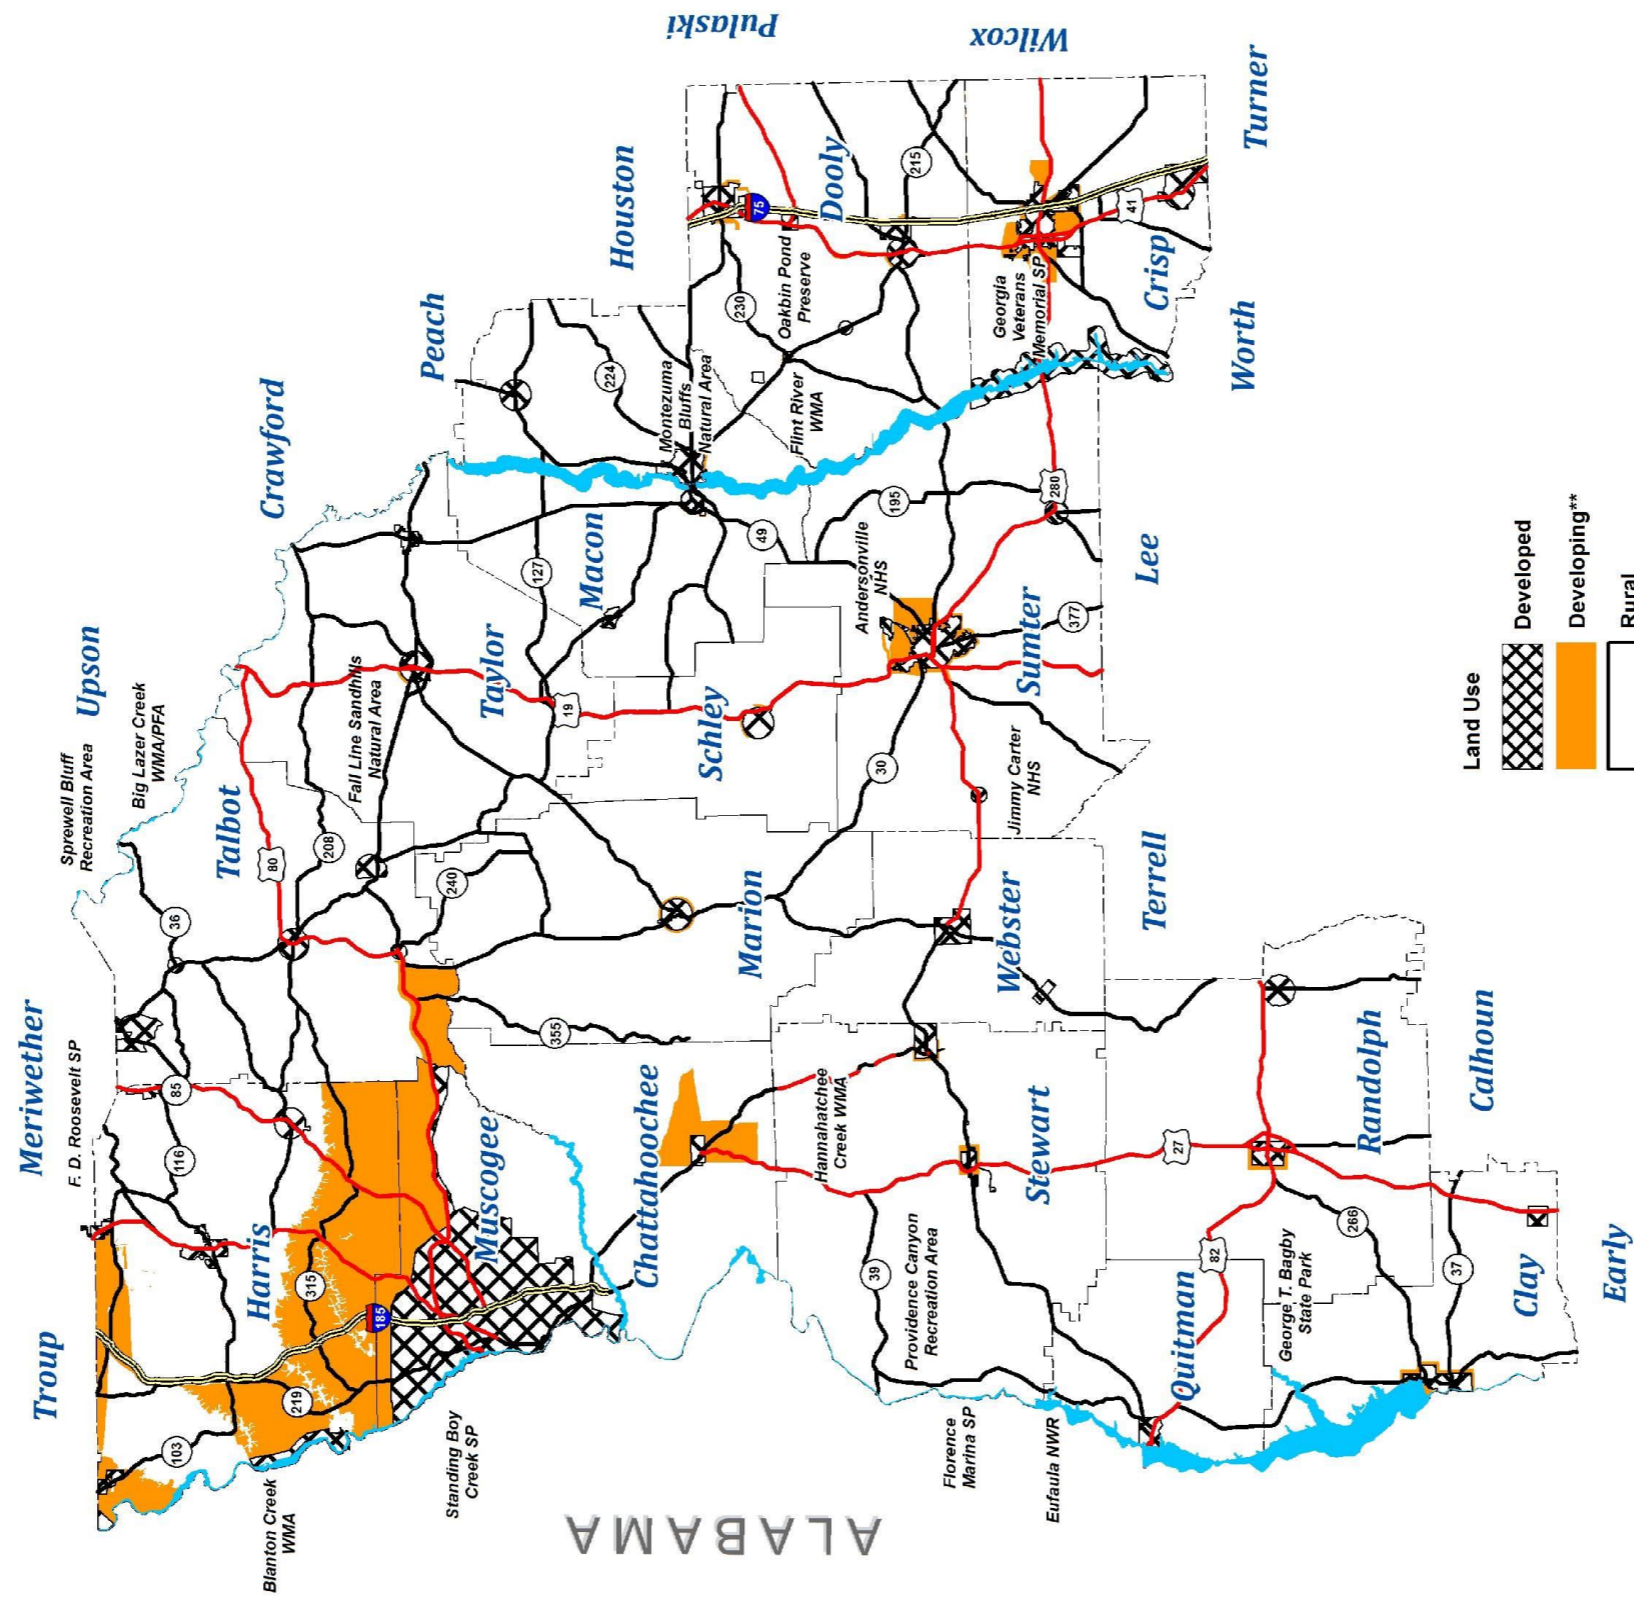 Pulaski
Wilcox
Turner
Houston
Dooly
Crisp
Worth
Peach
Crawford
Macon
Upson
Taylor
Talbot
Schley
Sumter
Lee
Marion
Webster
Terrell
Meriwether
Troup
Harris
Muscogee
Chattahoochee
Stewart
Randolph
Calhoun
Quitman
Clay
Early
ALABAMA
Sprewell Bluff
Recreation Area
Big Lazer Creek
WMA/PFA
Fall Line Sandhills
Natural Area
Montezuma
Bluffs
Natural Area
Oakbin Pond
Preserve
Flint River
WMA
Georgia
Veterans
Memorial SP
Andersonville
NHS
Jimmy Carter
NHS
F. D. Roosevelt SP
Blanton Creek
WMA
Standing Boy
Creek SP
Hannahatchee
Creek WMA
Providence Canyon
Recreation Area
Florence
Marina SP
Eufaula NWR
George T. Bagby
State Park
75
215
230
41
224
127
49
195
280
377
19
30
208
80
240
36
355
85
116
315
185
219
103
39
27
82
266
37
Land Use
Developed
Developing**
Rural